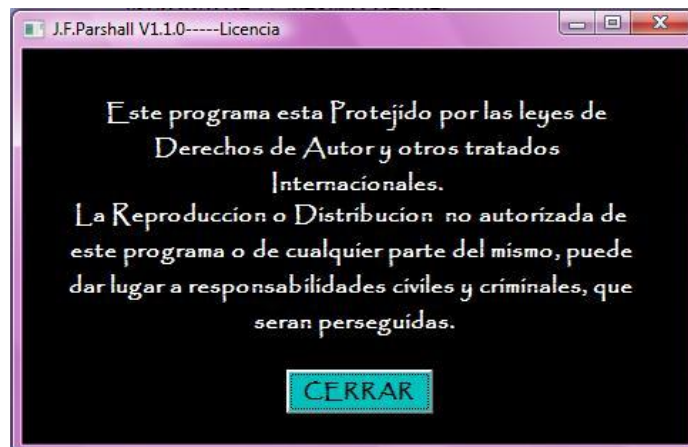 J.F.Parshall V1.1.0-----Licencia
Este programa esta Protejído por las leyes de
Derechos de Autor y otros tratados
Internacionales.
La Reproduccion o Distribucion no autorizada de
este programa o de cualquier parte del mismo, puede
dar lugar a responsabilidades civiles y criminales, que
seran perseguidas.
CERRAR